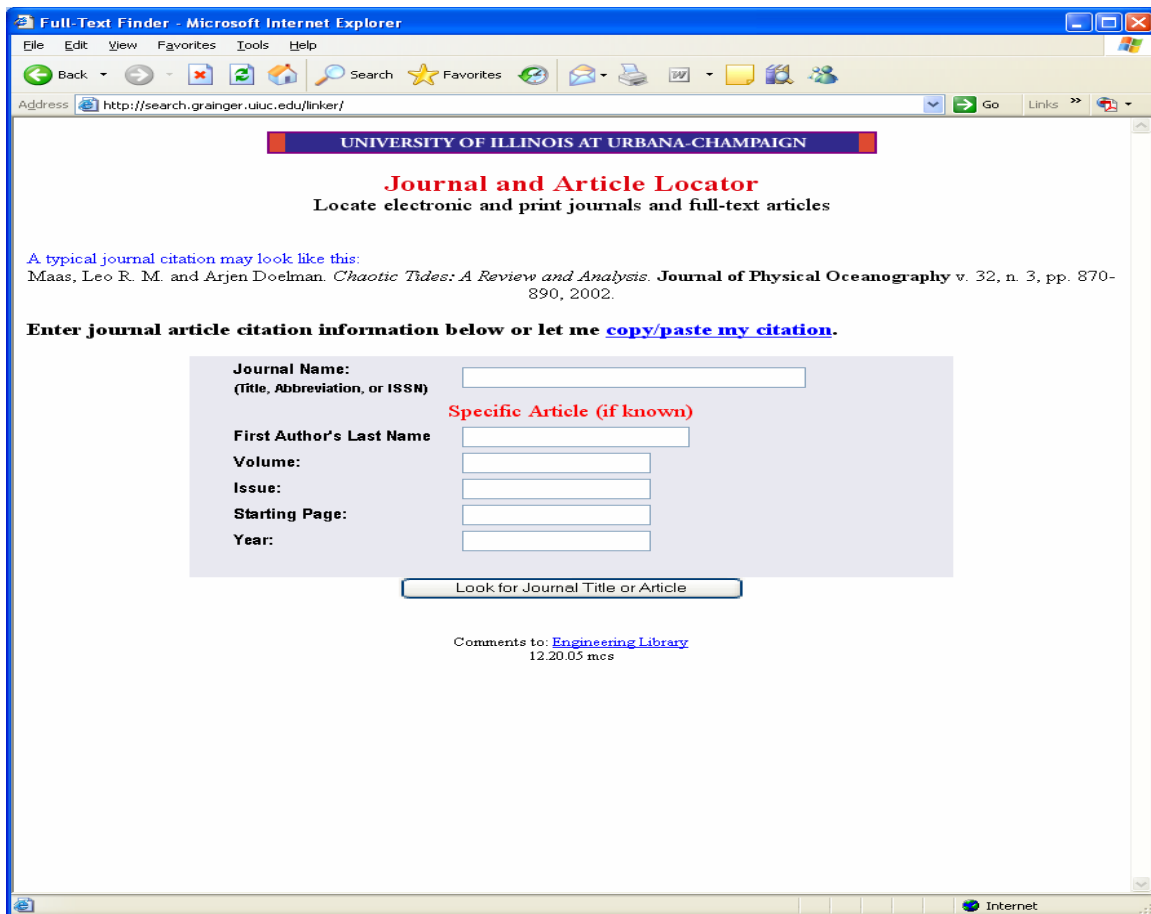 Full-Text Finder - Microsoft Internet Explorer
File Edit View Favorites Tools Help
Back Search Favorites
Address http://search.grainger.uiuc.edu/linker/ Go Links »
UNIVERSITY OF ILLINOIS AT URBANA-CHAMPAIGN
Journal and Article Locator
Locate electronic and print journals and full-text articles
A typical journal citation may look like this:
Maas, Leo R. M. and Arjen Doelman. Chaotic Tides: A Review and Analysis. Journal of Physical Oceanography v. 32, n. 3, pp. 870-
890, 2002.
Enter journal article citation information below or let me copy/paste my citation.
Journal Name:
(Title, Abbreviation, or ISSN)
Specific Article (if known)
First Author's Last Name
Volume:
Issue:
Starting Page:
Year:
Look for Journal Title or Article
Comments to: Engineering Library
12.20.05 mcs
Internet